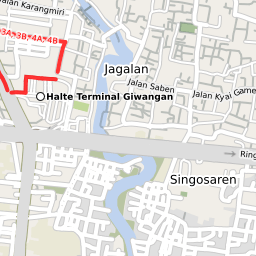 Jalan Karangmiri
3A•3B•4A•4B
Jagalan
Jalan Saben
Jalan Kyai Game
Halte Terminal Giwangan
Ring
Singosaren